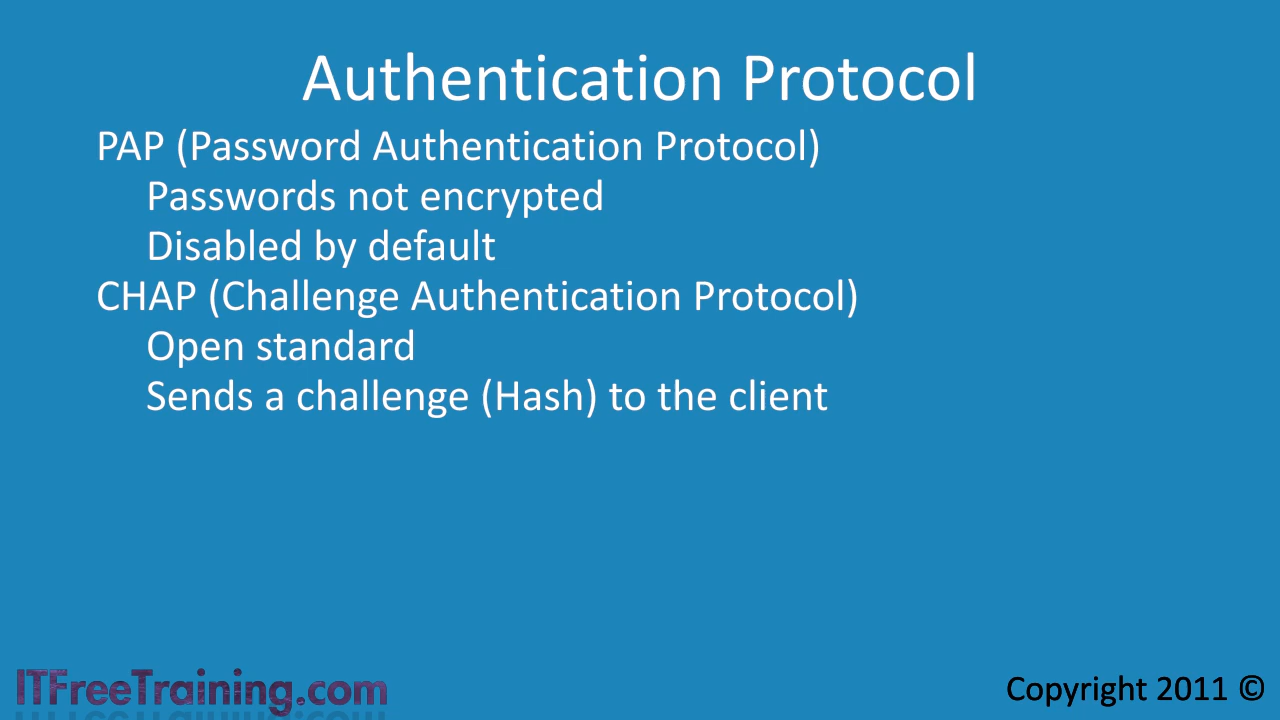 Authentication Protocol
PAP (Password Authentication Protocol)
Passwords not encrypted
Disabled by default
CHAP (Challenge Authentication Protocol)
Open standard
Sends a challenge (Hash) to the client
ITFreeTraining.com
Copyright 2011 ©